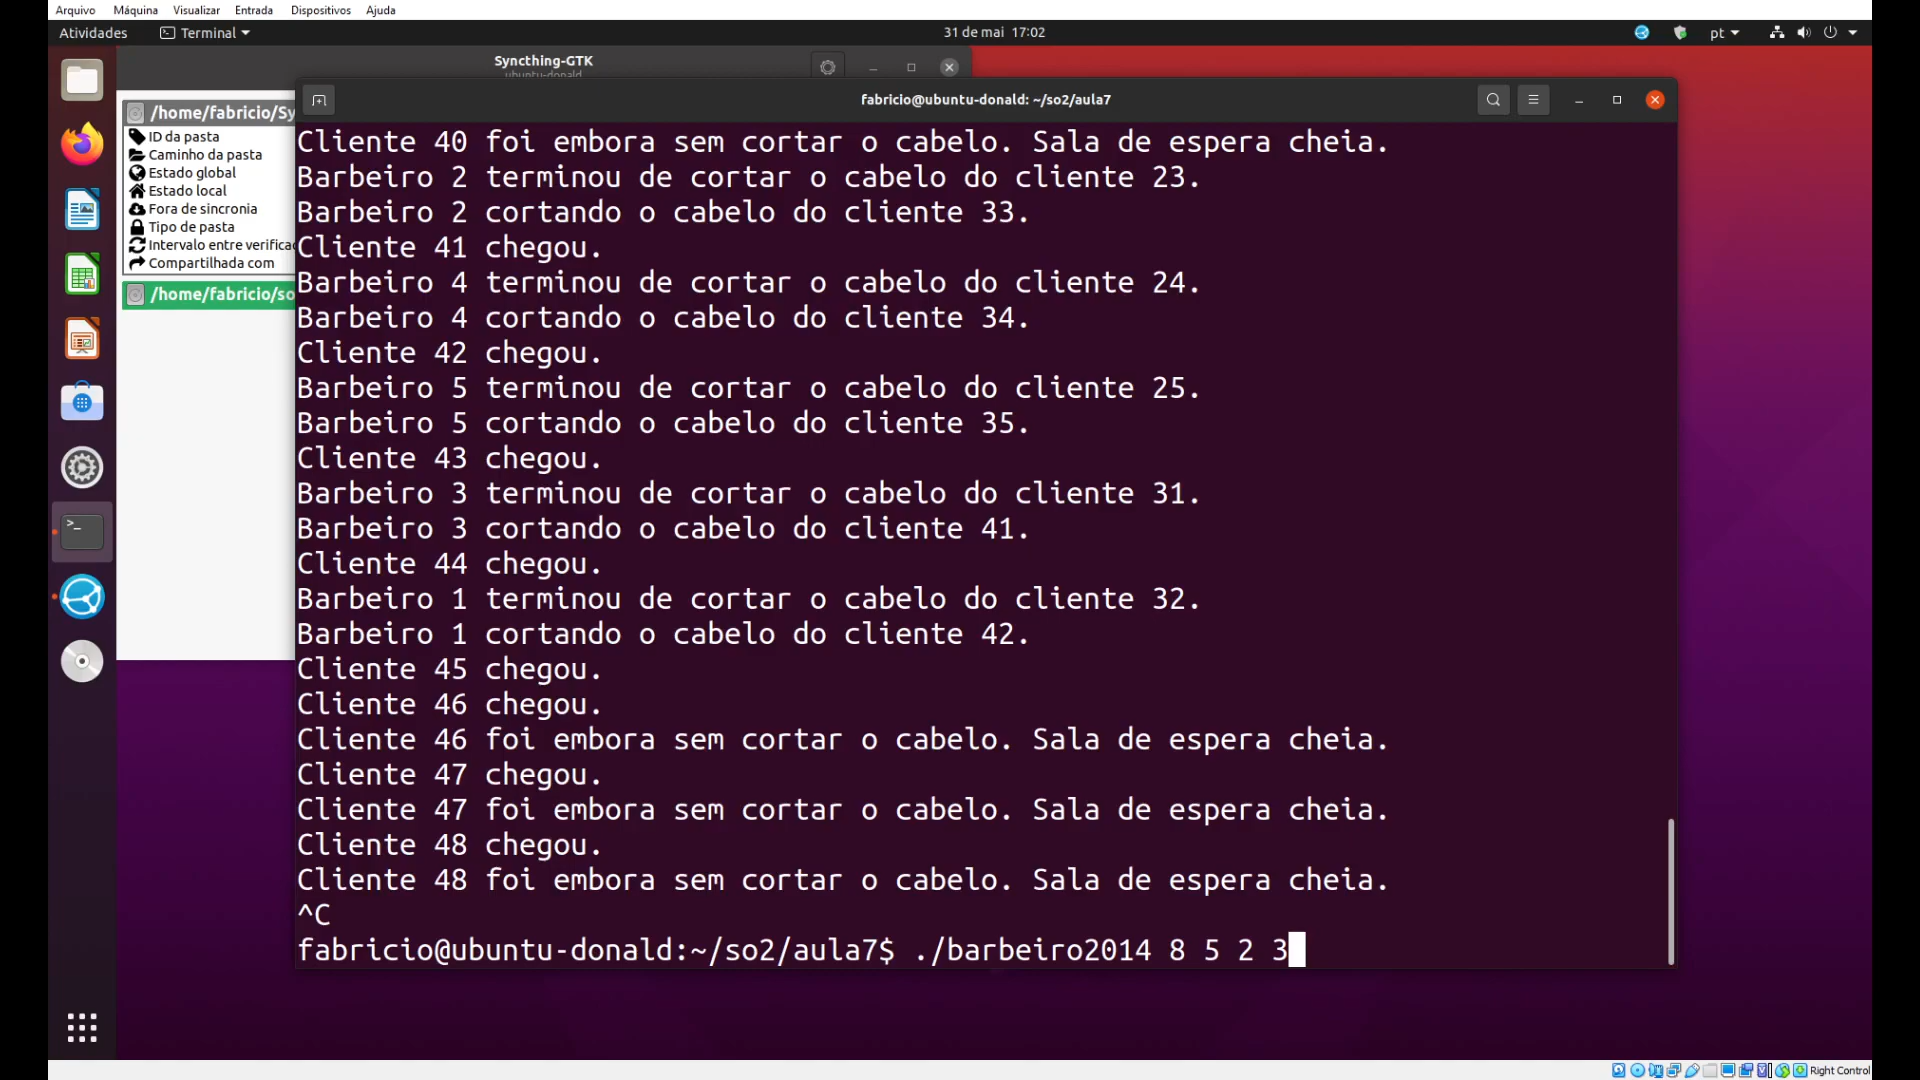 Arquivo Máquina Visualizar Entrada Dispositivos Ajuda
Atividades Terminal 31 de mai 17:02 pt
Syncthing-GTK
ubuntu-donald
fabricio@ubuntu-donald: ~/so2/aula7
/home/fabricio/Sy
ID da pasta
Caminho da pasta
Estado global
Estado local
Fora de sincronia
Tipo de pasta
Intervalo entre verificaç
Compartilhada com
/home/fabricio/so
Cliente 40 foi embora sem cortar o cabelo. Sala de espera cheia.
Barbeiro 2 terminou de cortar o cabelo do cliente 23.
Barbeiro 2 cortando o cabelo do cliente 33.
Cliente 41 chegou.
Barbeiro 4 terminou de cortar o cabelo do cliente 24.
Barbeiro 4 cortando o cabelo do cliente 34.
Cliente 42 chegou.
Barbeiro 5 terminou de cortar o cabelo do cliente 25.
Barbeiro 5 cortando o cabelo do cliente 35.
Cliente 43 chegou.
Barbeiro 3 terminou de cortar o cabelo do cliente 31.
Barbeiro 3 cortando o cabelo do cliente 41.
Cliente 44 chegou.
Barbeiro 1 terminou de cortar o cabelo do cliente 32.
Barbeiro 1 cortando o cabelo do cliente 42.
Cliente 45 chegou.
Cliente 46 chegou.
Cliente 46 foi embora sem cortar o cabelo. Sala de espera cheia.
Cliente 47 chegou.
Cliente 47 foi embora sem cortar o cabelo. Sala de espera cheia.
Cliente 48 chegou.
Cliente 48 foi embora sem cortar o cabelo. Sala de espera cheia.
^C
fabricio@ubuntu-donald:~/so2/aula7$ ./barbeiro2014 8 5 2 3
Right Control